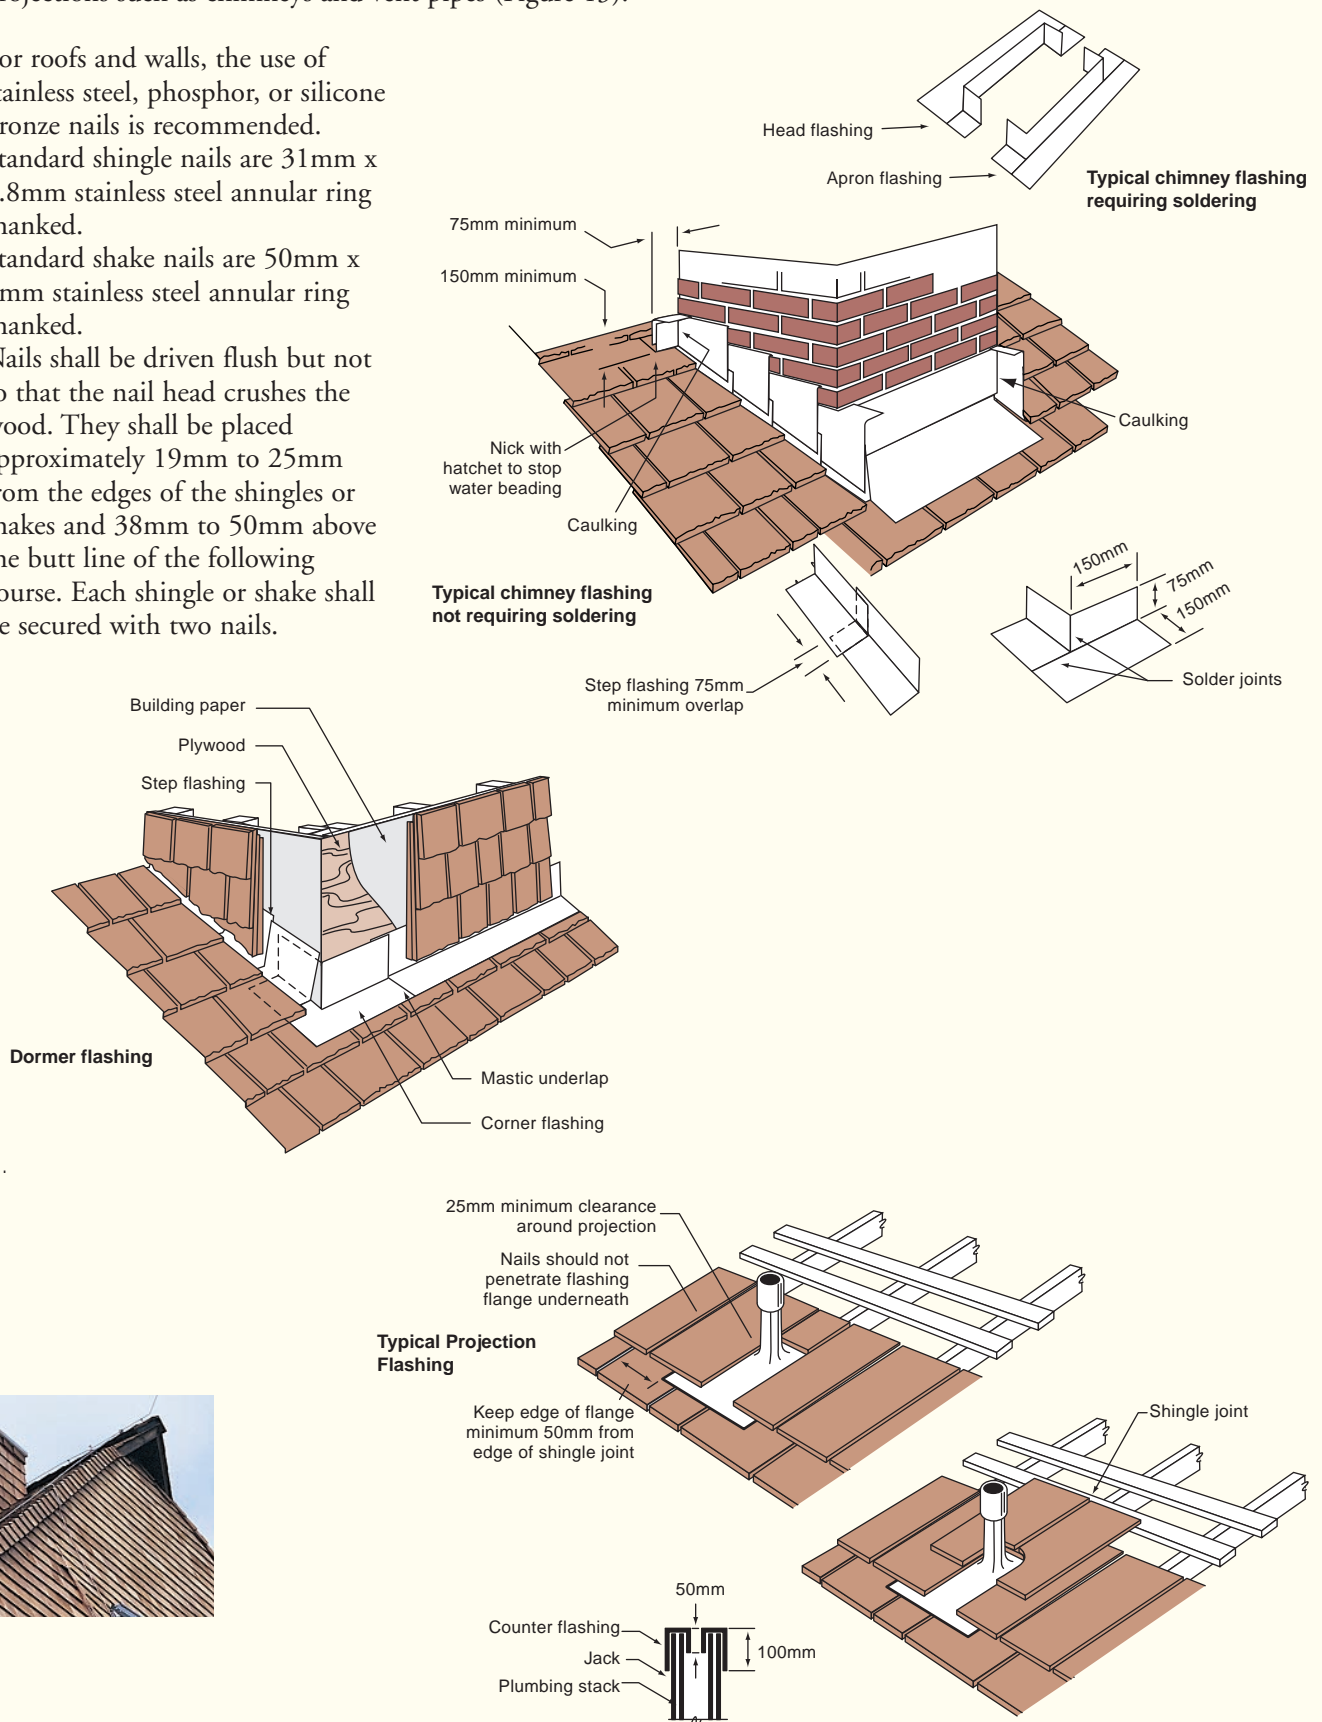 such as chimneys and vent pipes (Figure
or roofs and walls, the use of
tainless steel, phosphor, or silicone
ronze nails is recommended.
tandard shingle nails are 31mm x
.8mm stainless steel annular ring
hanked.
tandard shake nails are 50mm x
mm stainless steel annular ring
hanked.
Nails shall be driven flush but not
o that the nail head crushes the
wood. They shall be placed
pproximately 19mm to 25mm
rom the edges of the shingles or
hakes and 38mm to 50mm above
he butt line of the following
ourse. Each shingle or shake shall
e secured with two nails.
Head flashing
Apron flashing
Typical chimney flashing
requiring soldering
75mm minimum
150mm minimum
Nick with
hatchet to stop
water beading
Caulking
Caulking
Typical chimney flashing
not requiring soldering
Step flashing 75mm
minimum overlap
150mm
75mm
150mm
Solder joints
Building paper
Plywood
Step flashing
Dormer flashing
Mastic underlap
Corner flashing
25mm minimum clearance
around projection
Nails should not
penetrate flashing
flange underneath
Typical Projection
Flashing
Keep edge of flange
minimum 50mm from
edge of shingle joint
Shingle joint
50mm
Counter flashing
Jack
100mm
Plumbing stack